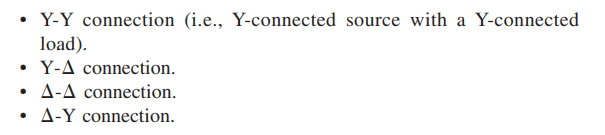 • Y-Y connection (i.e., Y-connected source with a Y-connected
load).
• Y-Δ connection.
• Δ-Δ connection.
• Δ-Y connection.